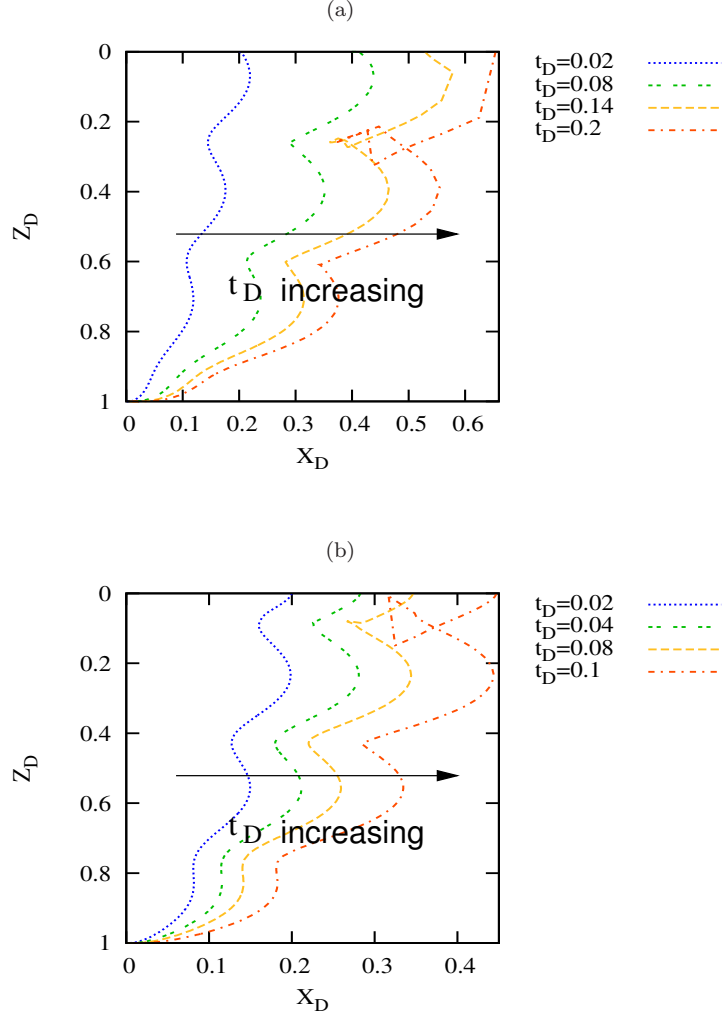 (a)
0
0.2
0.4
0.6
0.8
1
Z_D
0 0.1 0.2 0.3 0.4 0.5 0.6
X_D
t_D increasing
t_D=0.02
t_D=0.08
t_D=0.14
t_D=0.2
(b)
0
0.2
0.4
0.6
0.8
1
Z_D
0 0.1 0.2 0.3 0.4
X_D
t_D increasing
t_D=0.02
t_D=0.04
t_D=0.08
t_D=0.1